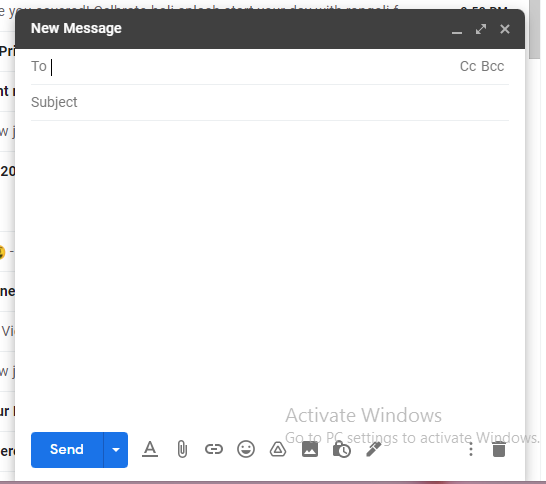 New Message
To
Cc Bcc
Subject
Activate Windows
Go to PC settings to activate Windows.
Send